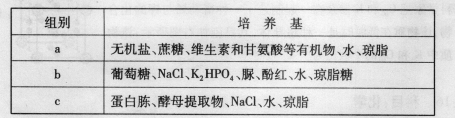 组别 培 养 基
a 无机盐、蔗糖、维生素和甘氨酸等有机物、水、琼脂
b 葡萄糖、NaCl、K₂HPO₄、脲、酚红、水、琼脂糖
c 蛋白胨、酵母提取物、NaCl、水、琼脂